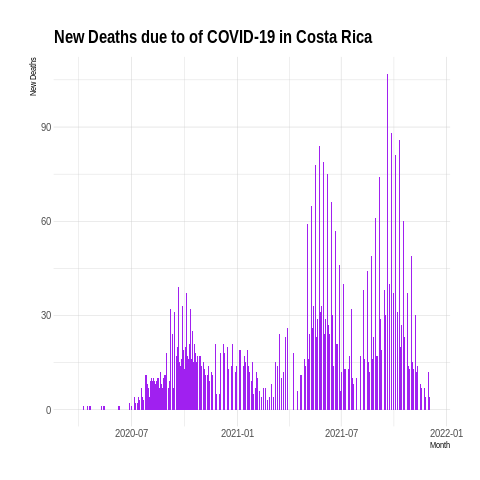 New Deaths due to of COVID-19 in Costa Rica
New Deaths
90
60
30
0
2020-07
2021-01
2021-07
2022-01
Month